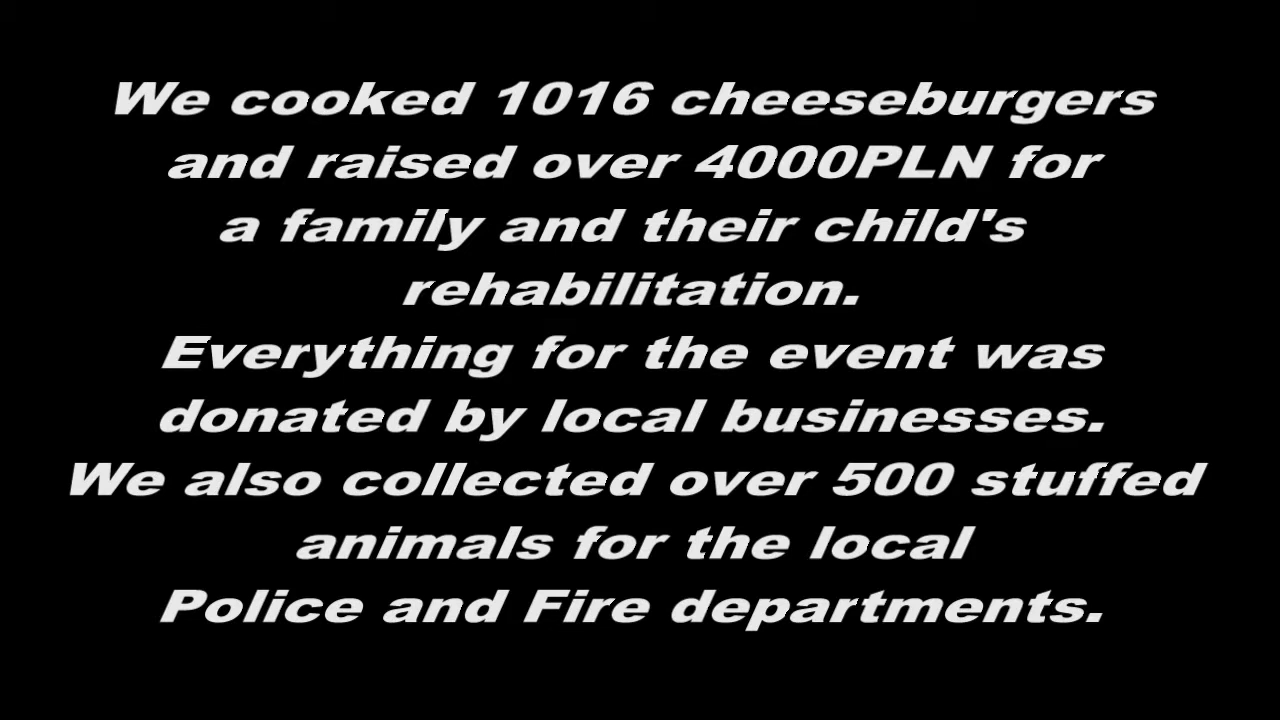 We cooked 1016 cheeseburgers
and raised over 4000PLN for
a family and their child's
rehabilitation.
Everything for the event was
donated by local businesses.
We also collected over 500 stuffed
animals for the local
Police and Fire departments.